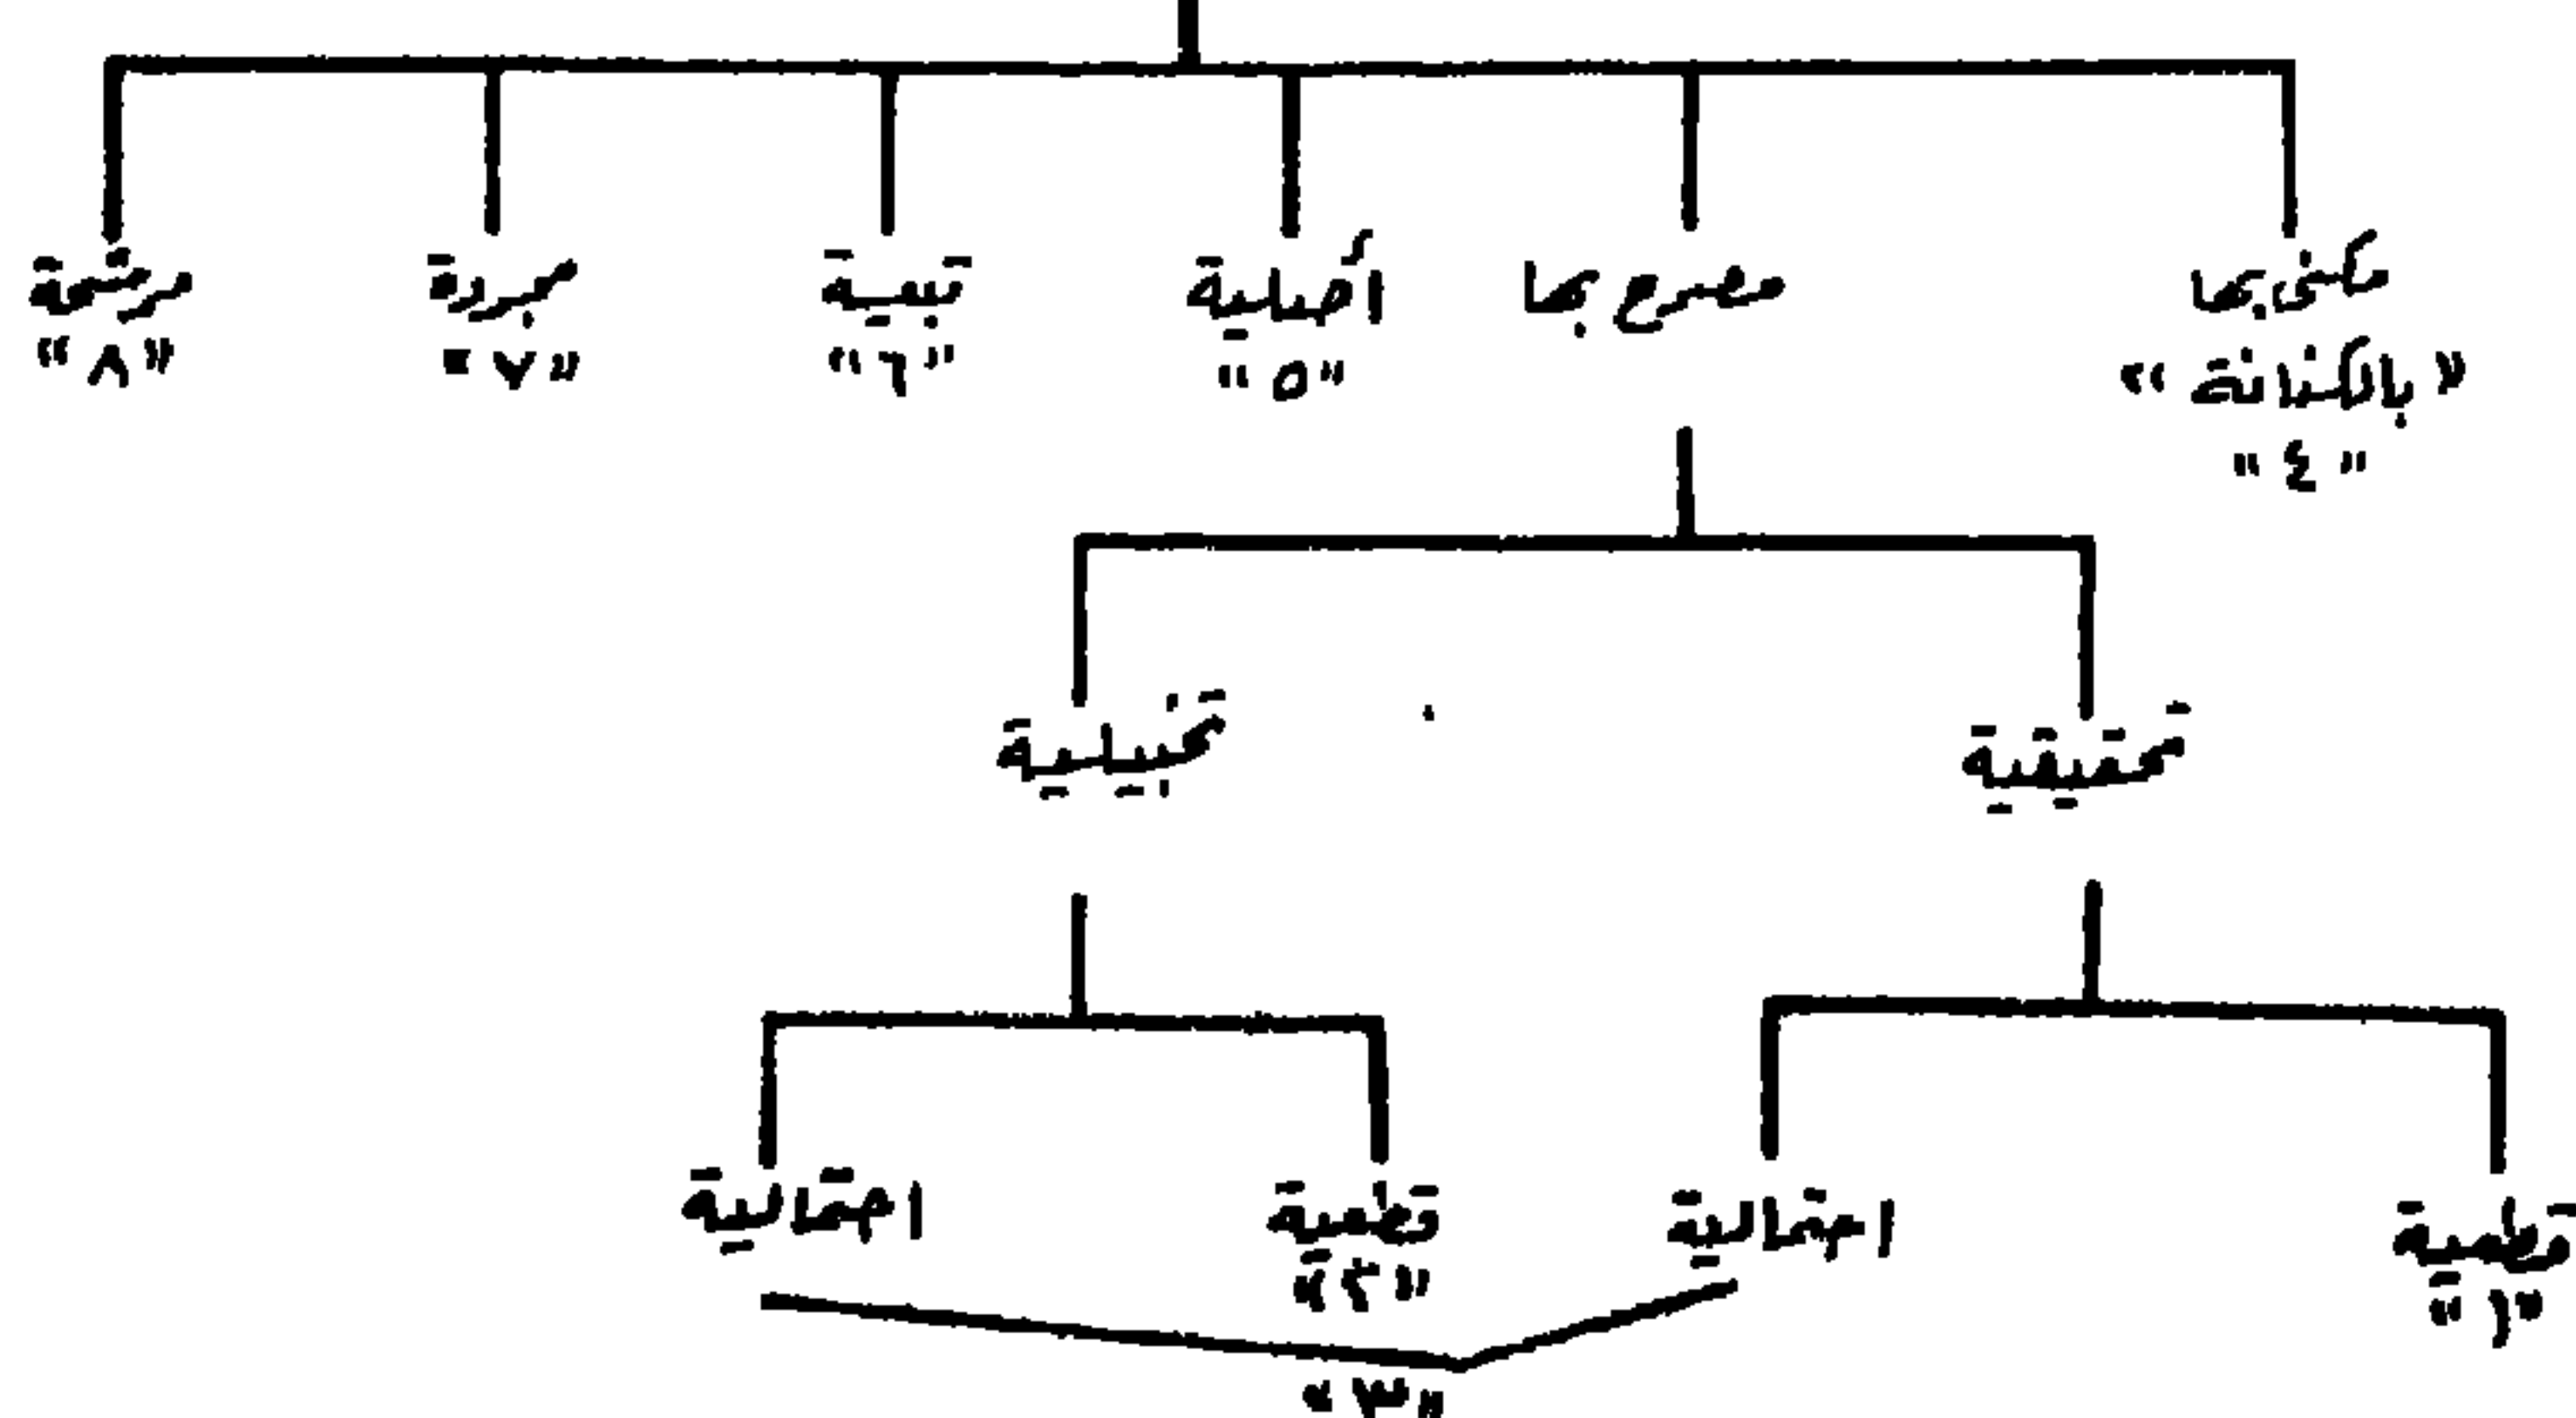 مكنى بها
«بالكنانة»
"٤"
مصرح بها
أصلية
"٥"
تبعية
"٦"
مجردة
"٧"
مرشحة
"٨"
تحقيقية
تخييلية
قطعية
"١"
احتمالية
قطعية
"٢"
احتمالية
"٣"